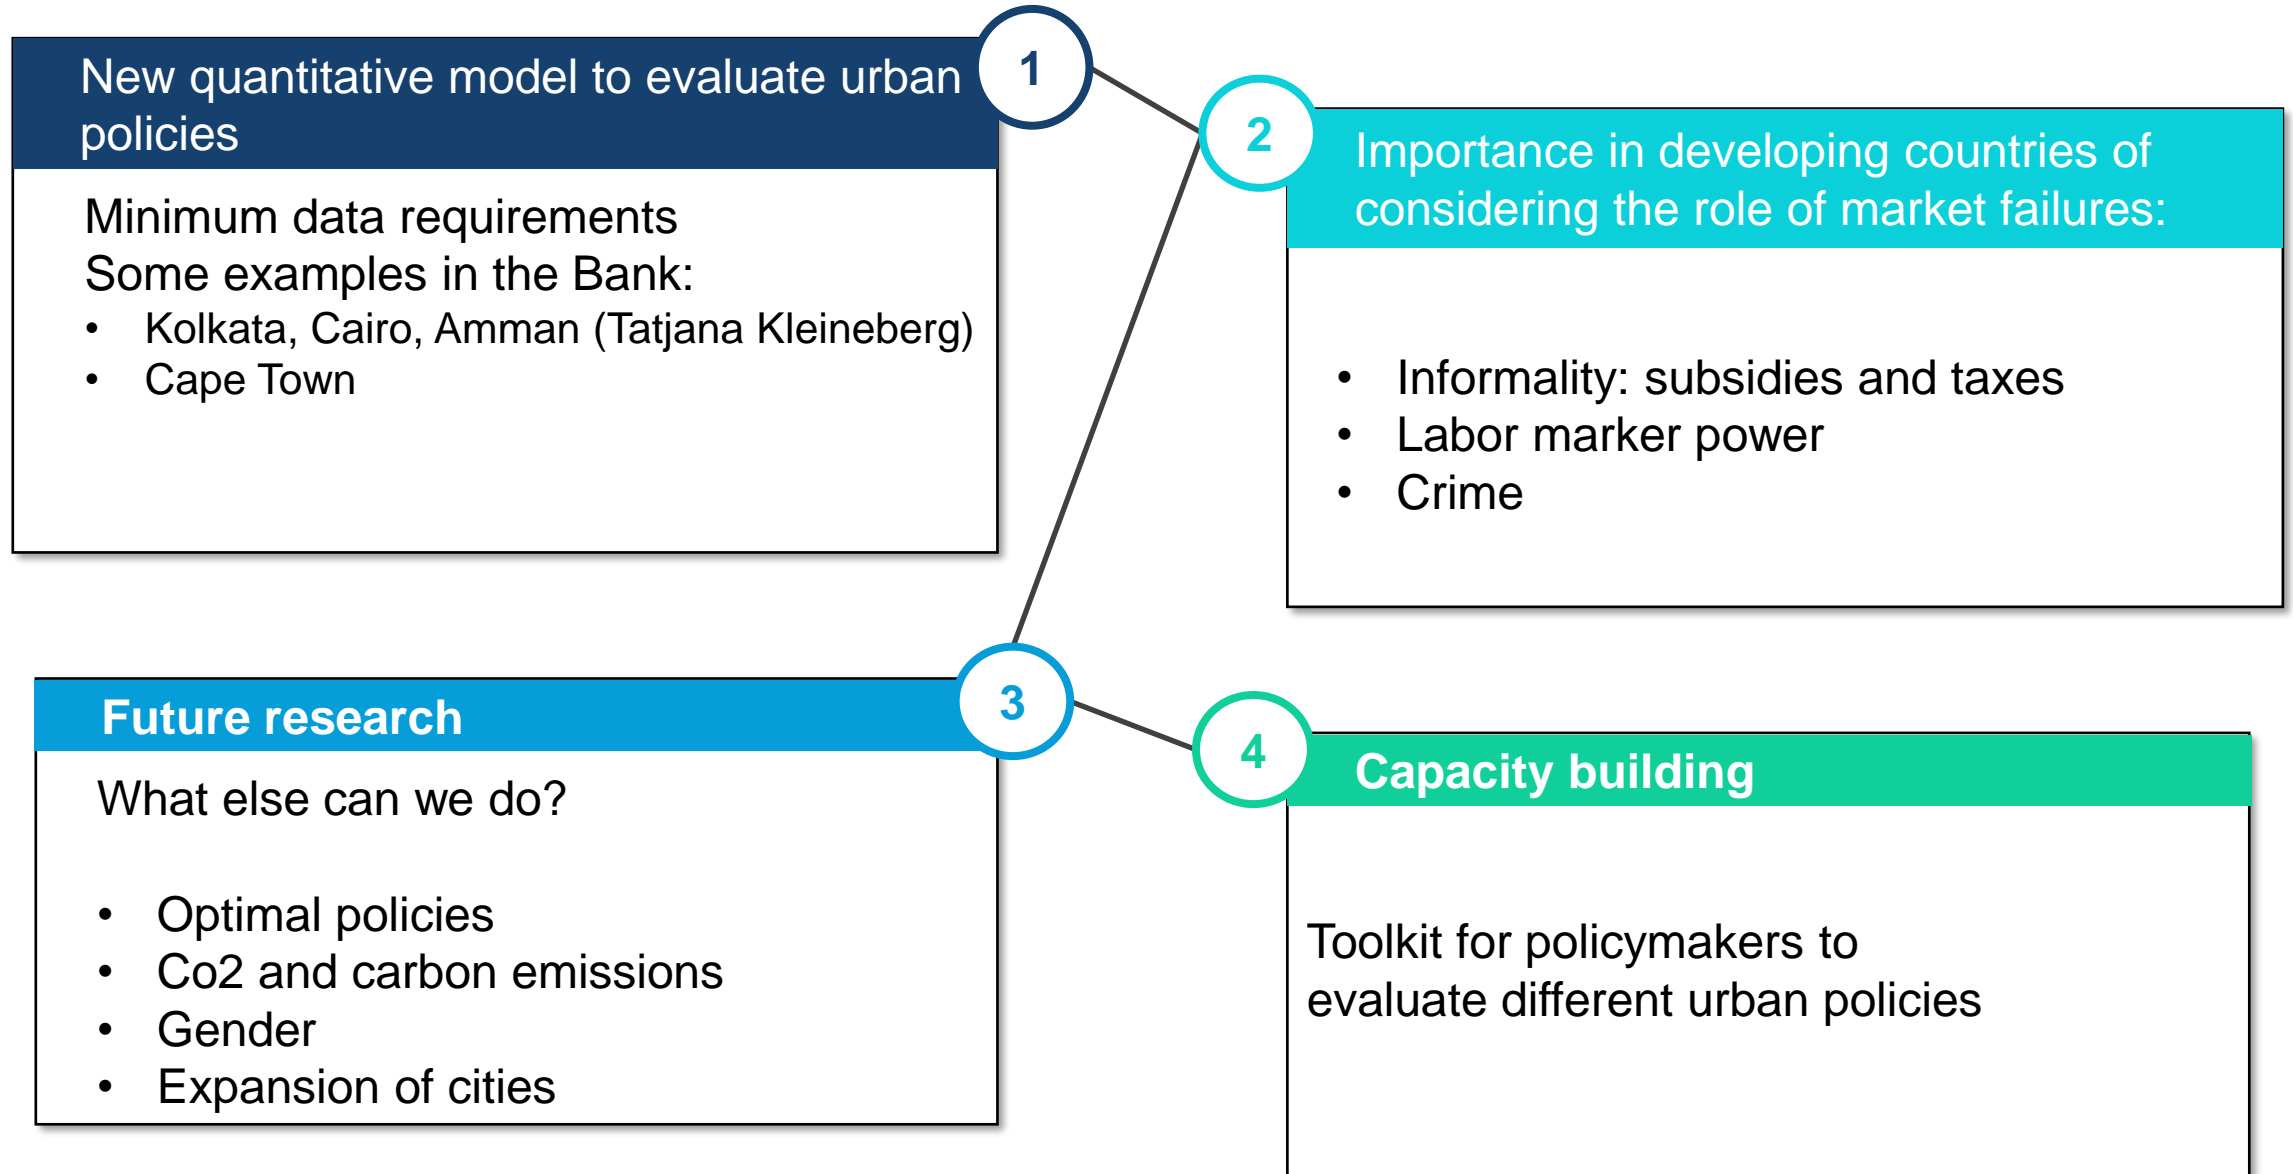 1
New quantitative model to evaluate urban
policies
Minimum data requirements
Some examples in the Bank:
• Kolkata, Cairo, Amman (Tatjana Kleineberg)
• Cape Town
2
Importance in developing countries of
considering the role of market failures:
• Informality: subsidies and taxes
• Labor marker power
• Crime
3
Future research
What else can we do?
• Optimal policies
• Co2 and carbon emissions
• Gender
• Expansion of cities
4
Capacity building
Toolkit for policymakers to
evaluate different urban policies